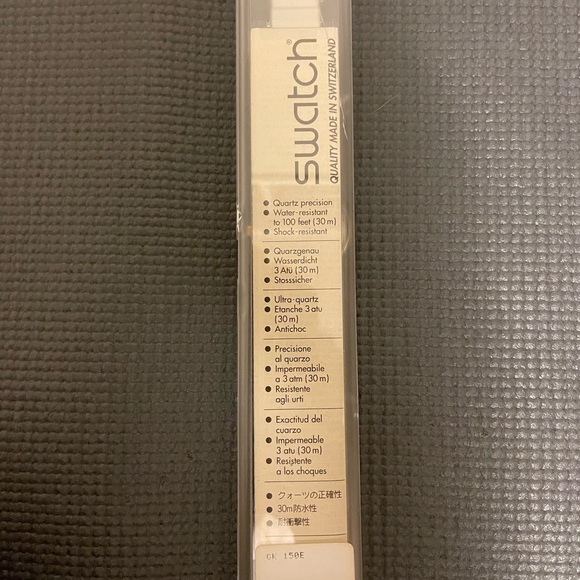 swatch®
QUALITY MADE IN SWITZERLAND
• Quartz precision
• Water-resistant
to 100 feet (30 m)
• Shock-resistant
• Quarzgenau
• Wasserdicht
3 Atü (30 m)
• Stosssicher
• Ultra-quartz
• Etanche 3 atu
(30 m)
• Antichoc
• Precisione
al quarzo
• Impermeabile
a 3 atm (30 m)
• Resistente
agli urti
• Exactitud del
cuarzo
• Impermeable
3 atu (30 m)
• Resistente
a los choques
• クォーツの正確性
• 30m防水性
• 耐衝撃性
GK 150E